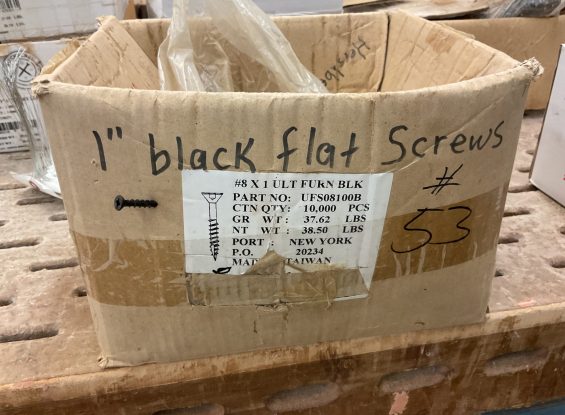 1" black flat Screws
# 53
#8 X 1 ULT FURN BLK
PART NO: UFS08100B
CTN QTY: 10,000 PCS
GR WT: 37.62 LBS
NT WT: 38.50 LBS
PORT: NEW YORK
P.O. 20234
TAIWAN